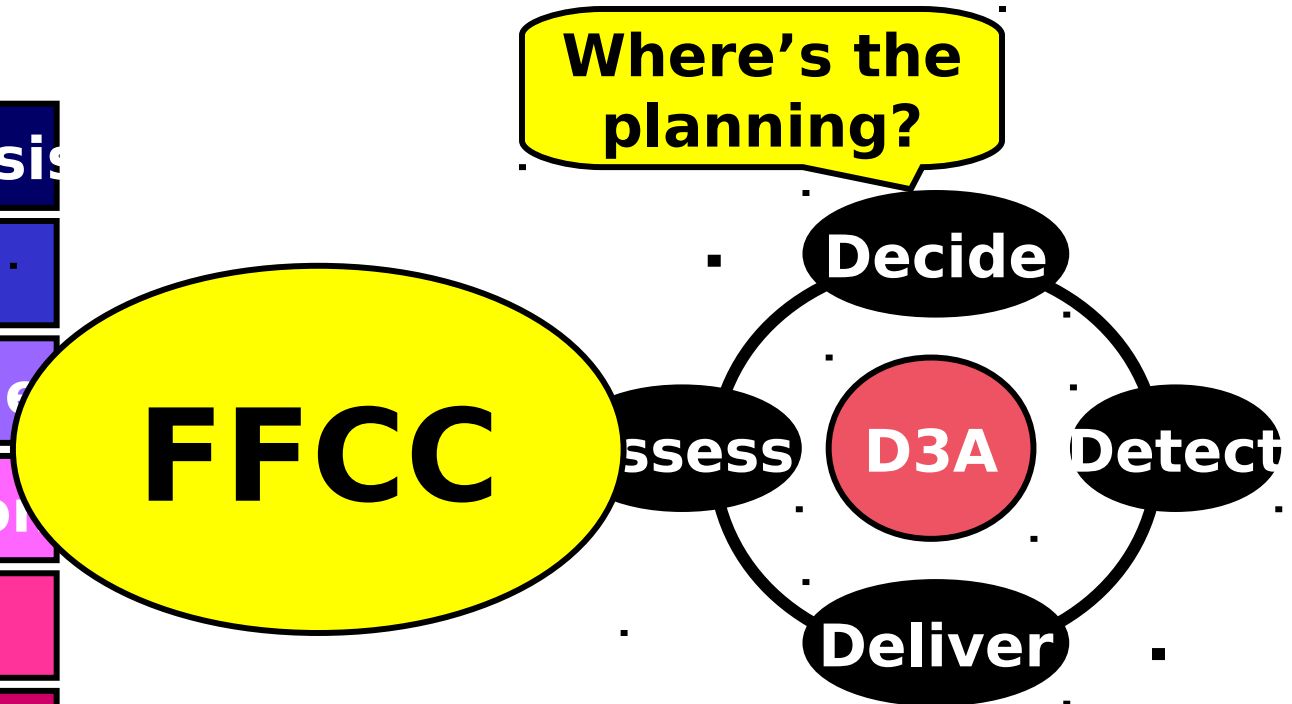 Where’s the
planning?
Decide
FFCC
D3A
Detect
Deliver